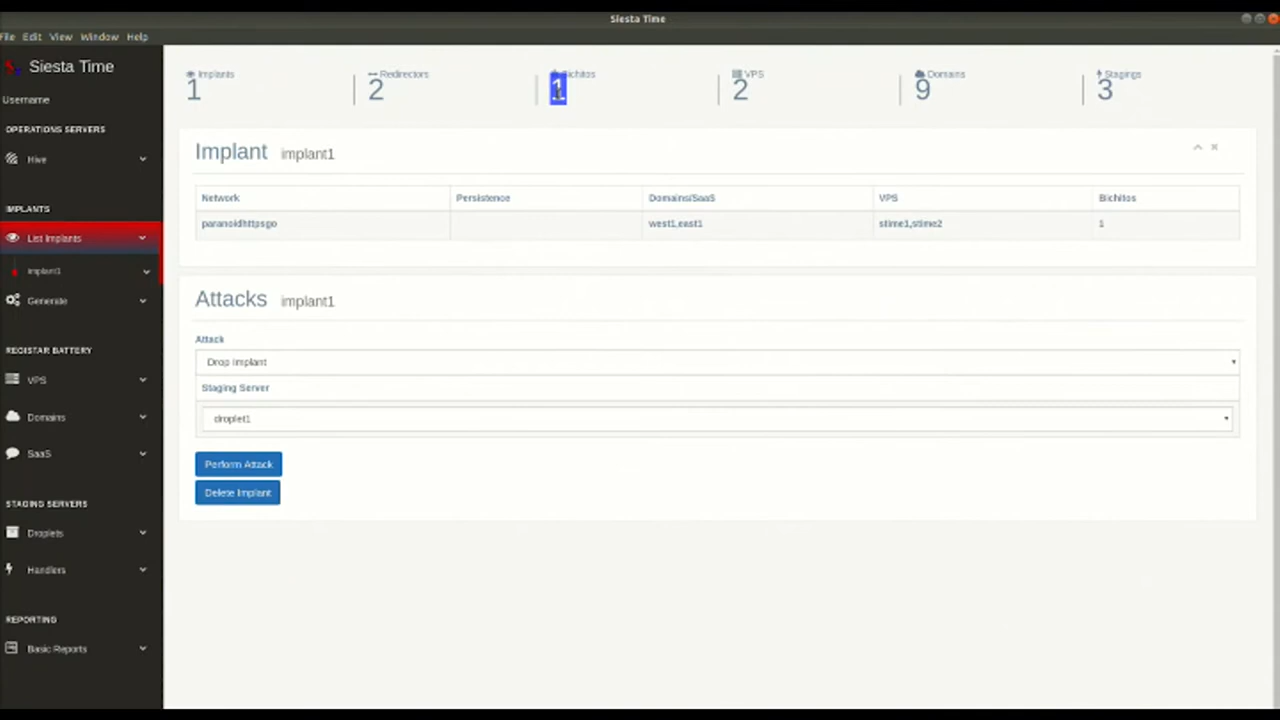 Siesta Time
File Edit View Window Help
Siesta Time
Username
OPERATIONS SERVERS
Hive
IMPLANTS
List Implants
implant1
Generate
REGISTAR BATTERY
VPS
Domains
SaaS
STAGING SERVERS
Droplets
Handlers
REPORTING
Basic Reports
Implants Redirectors Bichitos VPS Domains Stagings
1 2 1 2 9 3
Implant implant1
Network Persistence Domains/SaaS VPS Bichitos
paranoidhttpsgo west1,east1 stime1,stime2 1
Attacks implant1
Attack
Drop Implant
Staging Server
droplet1
Perform Attack
Delete Implant